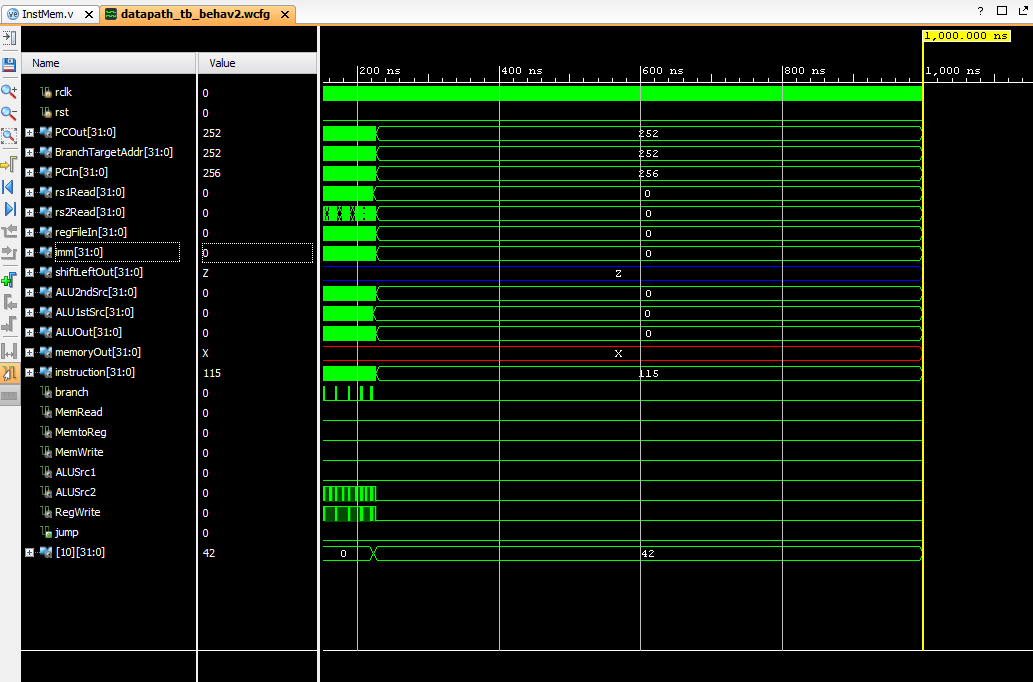 InstMem.v
datapath_tb_behav2.wcfg
?
1,000.000 ns
Name Value
200 ns 400 ns 600 ns 800 ns 1,000 ns
rclk 0
rst 0
PCOut[31:0] 252 252
BranchTargetAddr[31:0] 252 252
PCIn[31:0] 256 256
rs1Read[31:0] 0 0
rs2Read[31:0] 0 0
regFileIn[31:0] 0 0
imm[31:0] 0 0
shiftLeftOut[31:0] Z Z
ALU2ndSrc[31:0] 0 0
ALU1stSrc[31:0] 0 0
ALUOut[31:0] 0 0
memoryOut[31:0] X X
instruction[31:0] 115 115
branch 0
MemRead 0
MemtoReg 0
MemWrite 0
ALUSrc1 0
ALUSrc2 0
RegWrite 0
jump 0
[10][31:0] 42 0 42